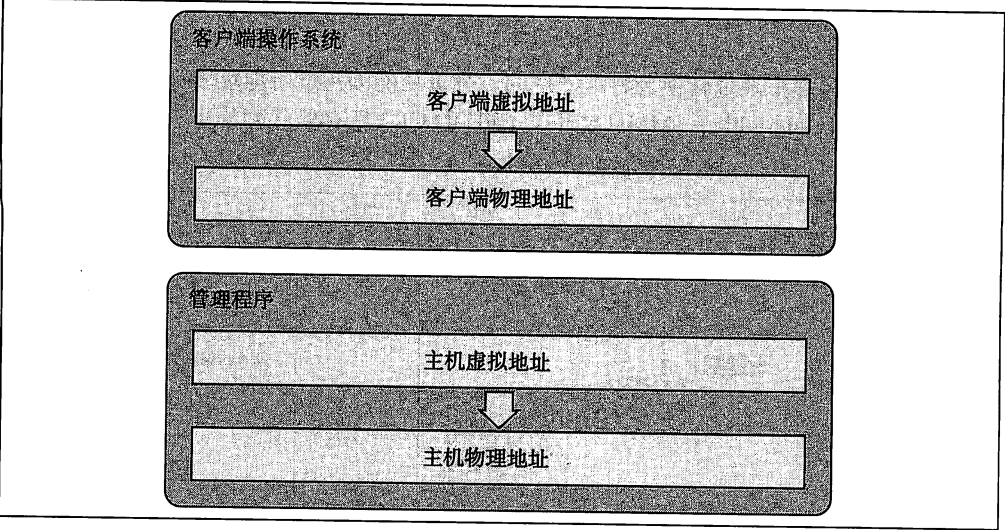 客户端操作系统
客户端虚拟地址
客户端物理地址
管理程序
主机虚拟地址
主机物理地址